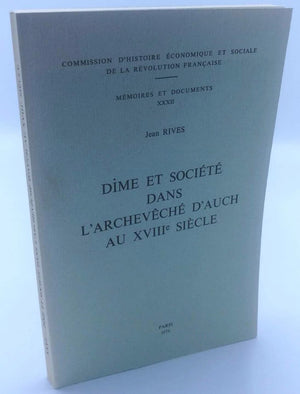 COMMISSION D'HISTOIRE ÉCONOMIQUE ET SOCIALE
DE LA RÉVOLUTION FRANÇAISE
MÉMOIRES ET DOCUMENTS
XXXII
Jean RIVES
DÎME ET SOCIÉTÉ
DANS
L'ARCHEVÊCHÉ D'AUCH
AU XVIIIe SIÈCLE
PARIS
1976